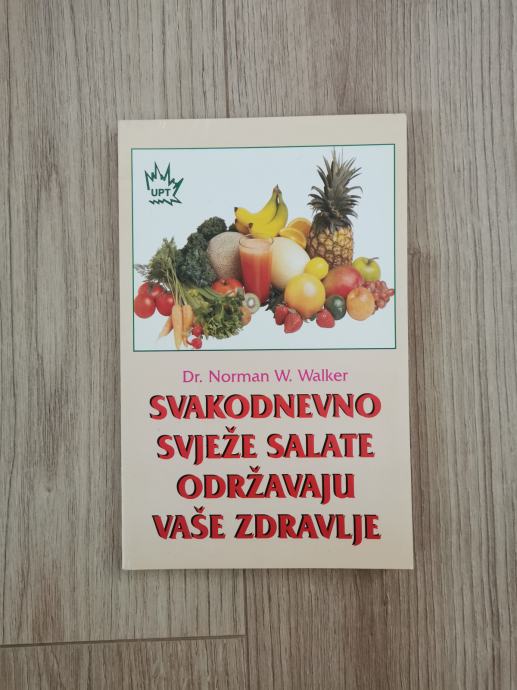 UPT
Dr. Norman W. Walker
SVAKODNEVNO
SVJEŽE SALATE
ODRŽAVAJU
VAŠE ZDRAVLJE